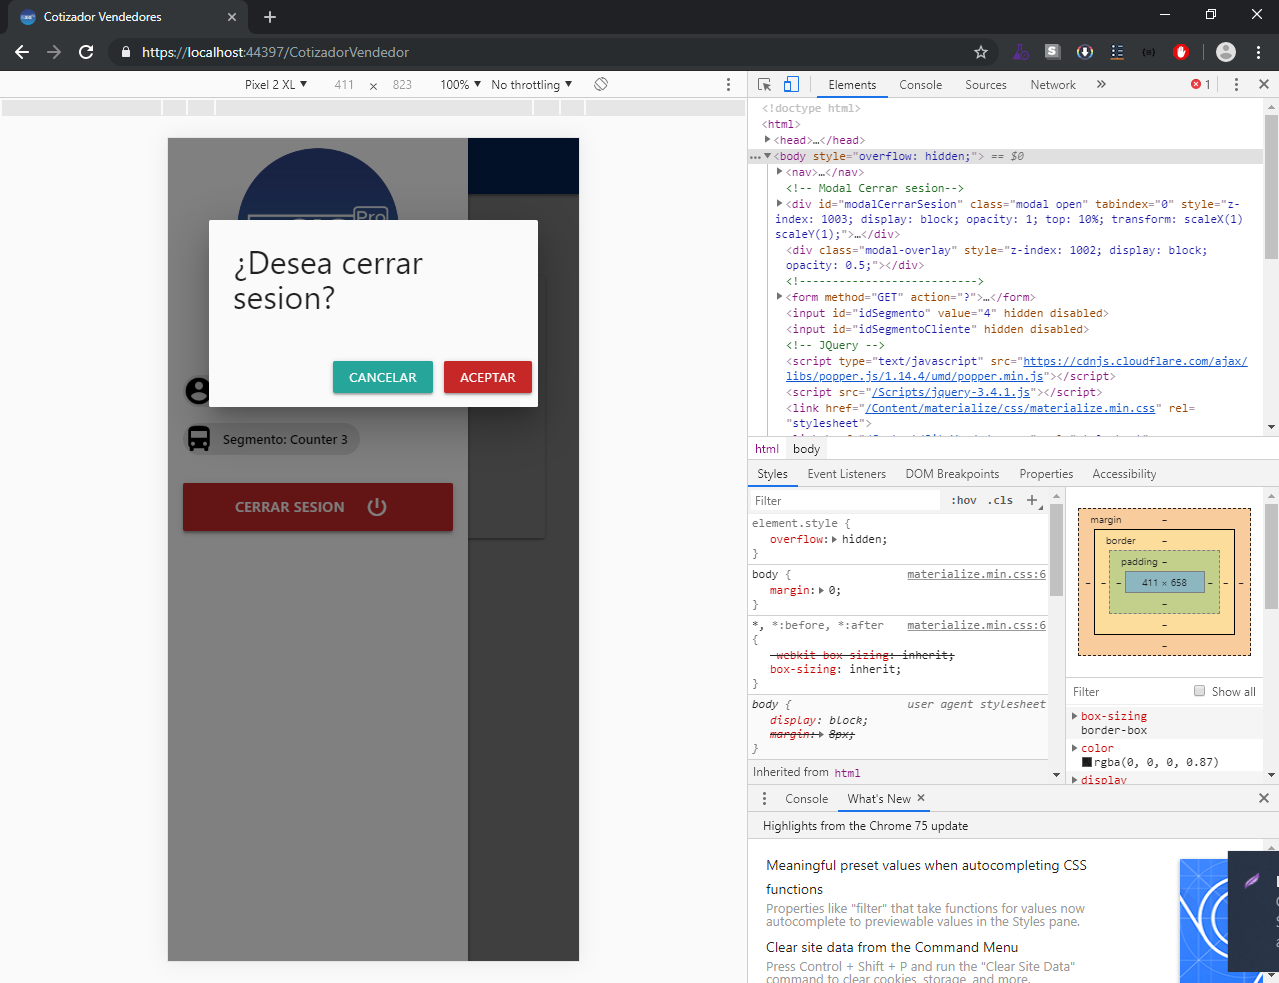 Cotizador Vendedores
https://localhost:44397/CotizadorVendedor
Pixel 2 XL ▼ 411 × 823 100% ▼ No throttling ▼
Pro
¿Desea cerrar
sesion?
CANCELAR ACEPTAR
Segmento: Counter 3
CERRAR SESION
Elements Console Sources Network » 1
<!doctype html>
<html>
<head>…</head>
<body style="overflow: hidden;"> == $0
<nav>…</nav>
<!-- Modal Cerrar sesion-->
<div id="modalCerrarSesion" class="modal open" tabindex="0" style="z-
index: 1003; display: block; opacity: 1; top: 10%; transform: scaleX(1)
scaleY(1);">…</div>
<div class="modal-overlay" style="z-index: 1002; display: block;
opacity: 0.5;"></div>
<!-------------------------->
<form method="GET" action="?">…</form>
<input id="idSegmento" value="4" hidden disabled>
<input id="idSegmentoCliente" hidden disabled>
<!-- JQuery -->
<script type="text/javascript" src="https://cdnjs.cloudflare.com/ajax/
libs/popper.js/1.14.4/umd/popper.min.js"></script>
<script src="/Scripts/jquery-3.4.1.js"></script>
<link href="/Content/materialize/css/materialize.min.css" rel=
"stylesheet">
html body
Styles Event Listeners DOM Breakpoints Properties Accessibility
Filter :hov .cls +
element.style {
overflow: hidden;
}
body { materialize.min.css:6
margin: 0;
}
*, *:before, *:after materialize.min.css:6
{
-webkit-box-sizing: inherit;
box-sizing: inherit;
}
body { user agent stylesheet
display: block;
margin: 8px;
}
Inherited from html
margin –
border –
padding –
– – – 411 × 658 – – –
–
–
–
Filter Show all
box-sizing
border-box
color
rgba(0, 0, 0, 0.87)
display
Console What's New
Highlights from the Chrome 75 update
Meaningful preset values when autocompleting CSS
functions
Properties like "filter" that take functions for values now
autocomplete to previewable values in the Styles pane.
Clear site data from the Command Menu
Press Control + Shift + P and run the "Clear Site Data"
command to clear cookies, storage, and more.